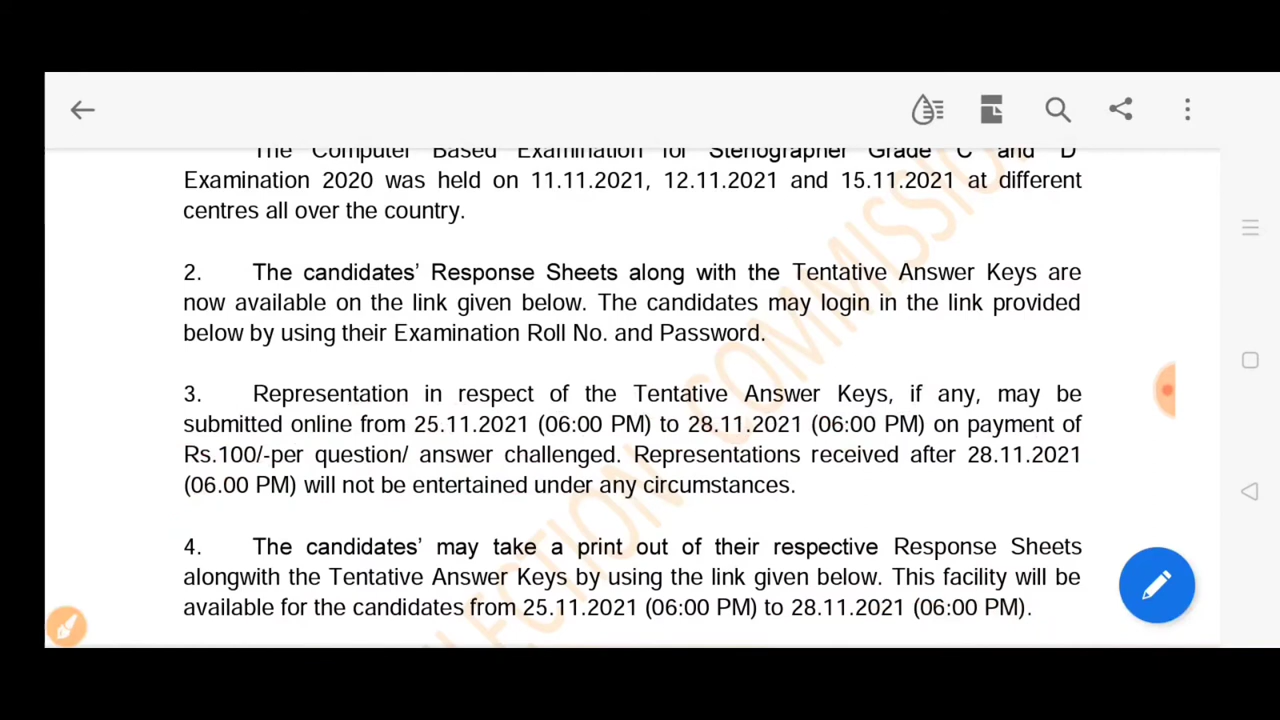 The Computer Based Examination for Stenographer Grade 'C' and 'D'
Examination 2020 was held on 11.11.2021, 12.11.2021 and 15.11.2021 at different
centres all over the country.
2. The candidates' Response Sheets along with the Tentative Answer Keys are
now available on the link given below. The candidates may login in the link provided
below by using their Examination Roll No. and Password.
3. Representation in respect of the Tentative Answer Keys, if any, may be
submitted online from 25.11.2021 (06:00 PM) to 28.11.2021 (06:00 PM) on payment of
Rs.100/-per question/ answer challenged. Representations received after 28.11.2021
(06.00 PM) will not be entertained under any circumstances.
4. The candidates' may take a print out of their respective Response Sheets
alongwith the Tentative Answer Keys by using the link given below. This facility will be
available for the candidates from 25.11.2021 (06:00 PM) to 28.11.2021 (06:00 PM).